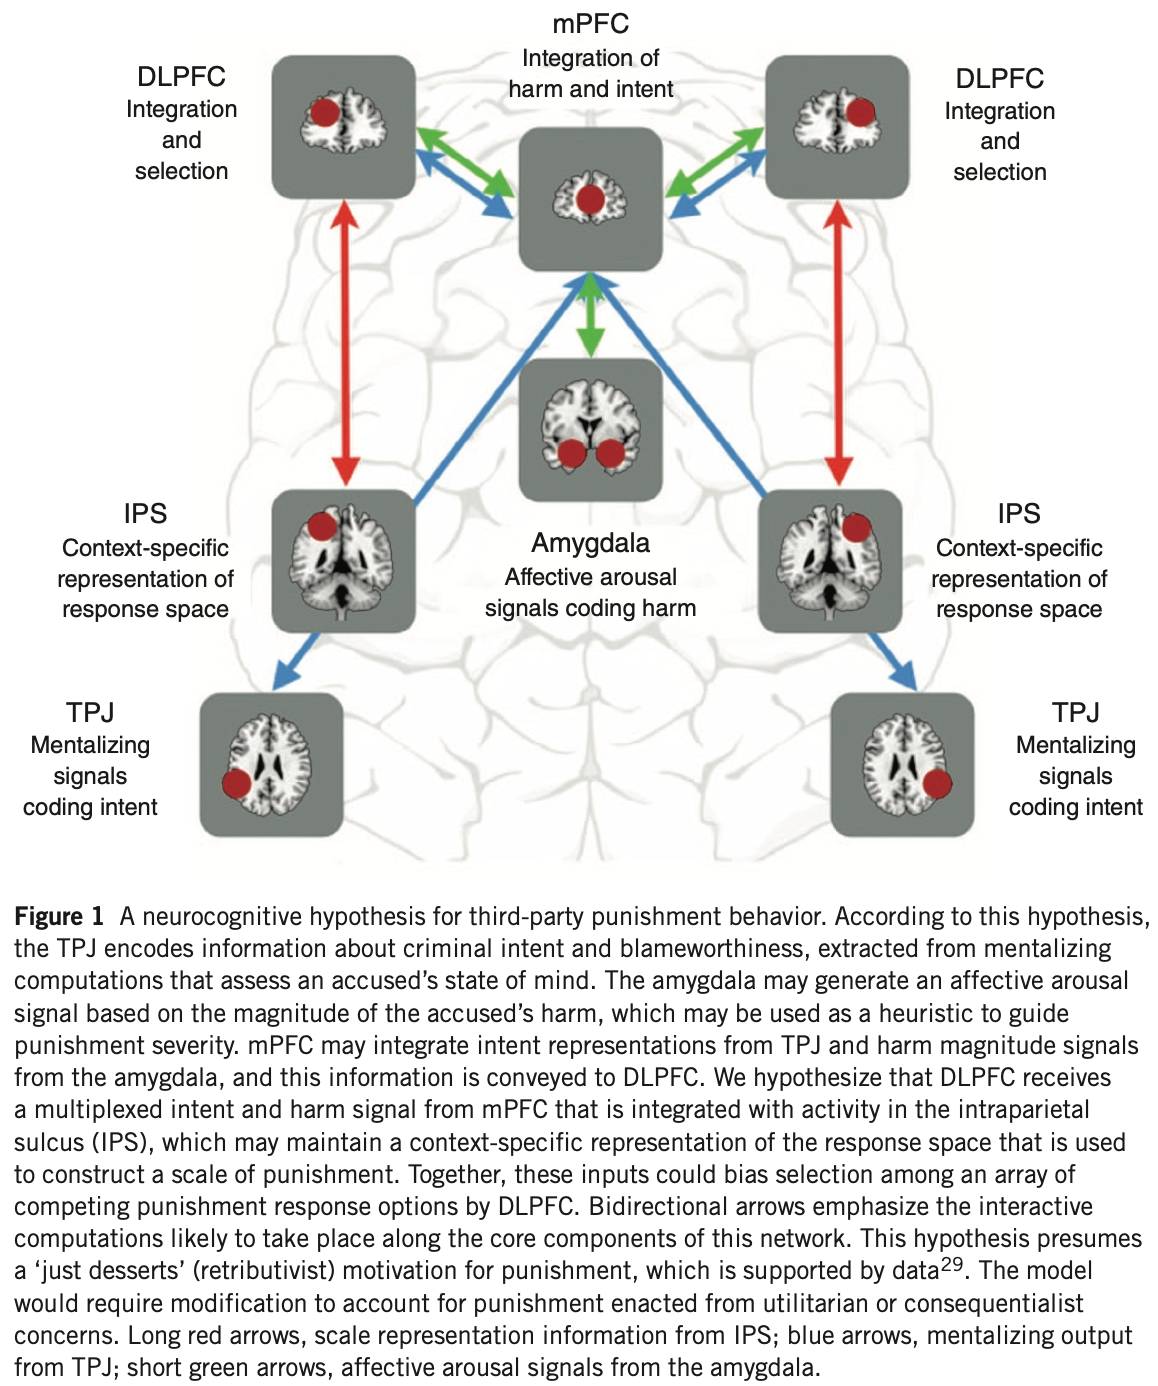 mPFC
Integration of
harm and intent
DLPFC
Integration
and
selection
DLPFC
Integration
and
selection
IPS
Context-specific
representation of
response space
Amygdala
Affective arousal
signals coding harm
IPS
Context-specific
representation of
response space
TPJ
Mentalizing
signals
coding intent
TPJ
Mentalizing
signals
coding intent
Figure 1 A neurocognitive hypothesis for third-party punishment behavior. According to this hypothesis,
the TPJ encodes information about criminal intent and blameworthiness, extracted from mentalizing
computations that assess an accused’s state of mind. The amygdala may generate an affective arousal
signal based on the magnitude of the accused’s harm, which may be used as a heuristic to guide
punishment severity. mPFC may integrate intent representations from TPJ and harm magnitude signals
from the amygdala, and this information is conveyed to DLPFC. We hypothesize that DLPFC receives
a multiplexed intent and harm signal from mPFC that is integrated with activity in the intraparietal
sulcus (IPS), which may maintain a context-specific representation of the response space that is used
to construct a scale of punishment. Together, these inputs could bias selection among an array of
competing punishment response options by DLPFC. Bidirectional arrows emphasize the interactive
computations likely to take place along the core components of this network. This hypothesis presumes
a ‘just desserts’ (retributivist) motivation for punishment, which is supported by data29. The model
would require modification to account for punishment enacted from utilitarian or consequentialist
concerns. Long red arrows, scale representation information from IPS; blue arrows, mentalizing output
from TPJ; short green arrows, affective arousal signals from the amygdala.